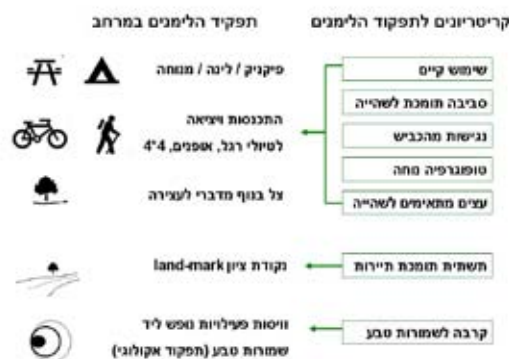 קריטריונים לתפקוד הלימנים
שימוש קיים
סביבה תומכת לשהייה
נגישות מהכביש
טופוגרפיה נוחה
עצים מתאימים לשהייה
תשתית תומכת תיירות
קרבה לשמורות טבע
תפקיד הלימנים במרחב
פיקניק / לינה / מנוחה
התכנסות ויציאה
לטיולי רגל, אופנים, 4*4
צל בנוף מדברי לעצירה
נקודת ציון land-mark
וויסות פעילויות נופש ליד
שמורות טבע (תפקוד אקולוגי)